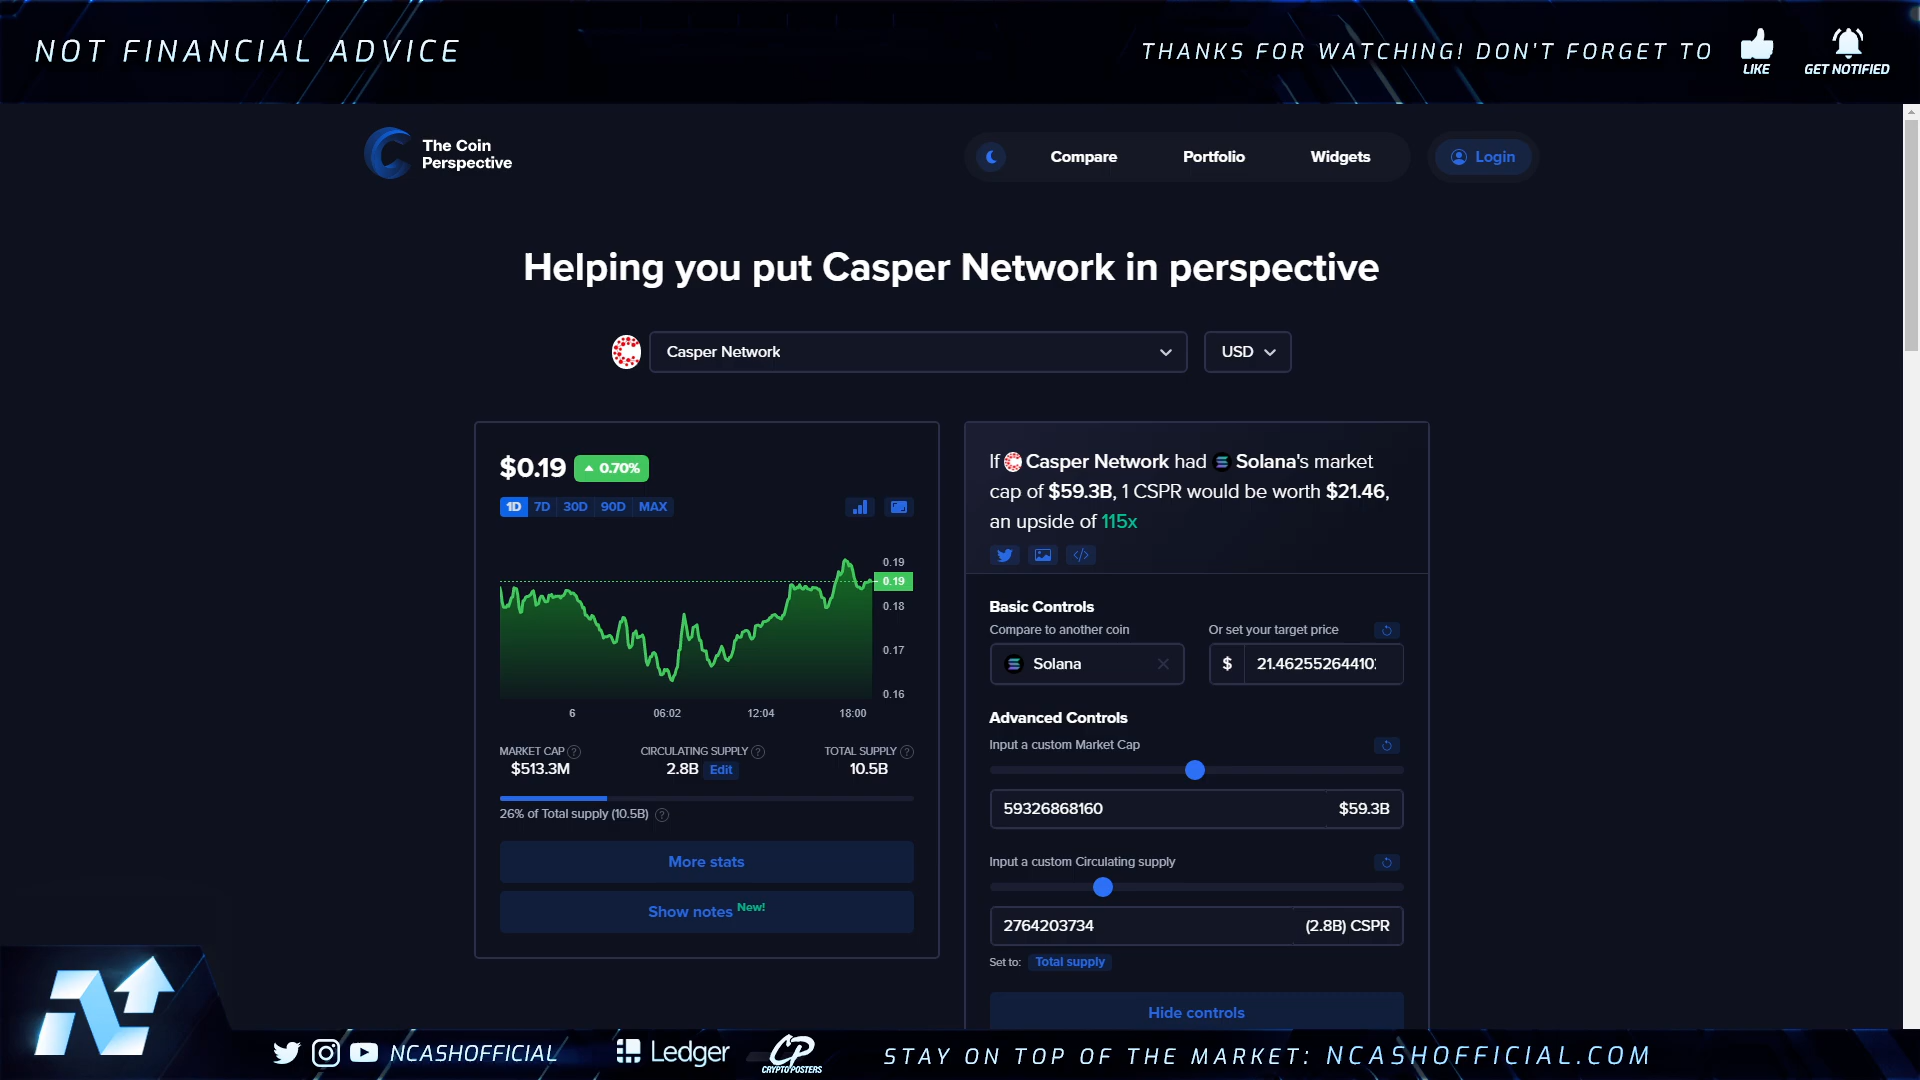 NOT FINANCIAL ADVICE
THANKS FOR WATCHING! DON'T FORGET TO
LIKE
GET NOTIFIED
The Coin
Perspective
Compare
Portfolio
Widgets
Login
Helping you put Casper Network in perspective
Casper Network
USD
$0.19
0.70%
1D 7D 30D 90D MAX
0.19
0.19
0.18
0.17
0.16
6 06:02 12:04 18:00
MARKET CAP ?
$513.3M
CIRCULATING SUPPLY ?
2.8B Edit
TOTAL SUPPLY ?
10.5B
26% of Total supply (10.5B) ?
More stats
Show notes New!
If Casper Network had Solana's market
cap of $59.3B, 1 CSPR would be worth $21.46,
an upside of 115x
</>
Basic Controls
Compare to another coin
Solana
Or set your target price
$ 21.46255264410
Advanced Controls
Input a custom Market Cap
59326868160 $59.3B
Input a custom Circulating supply
2764203734 (2.8B) CSPR
Set to: Total supply
Hide controls
NCASHOFFICIAL
Ledger
CP
CRYPTO POSTERS
STAY ON TOP OF THE MARKET: NCASHOFFICIAL.COM